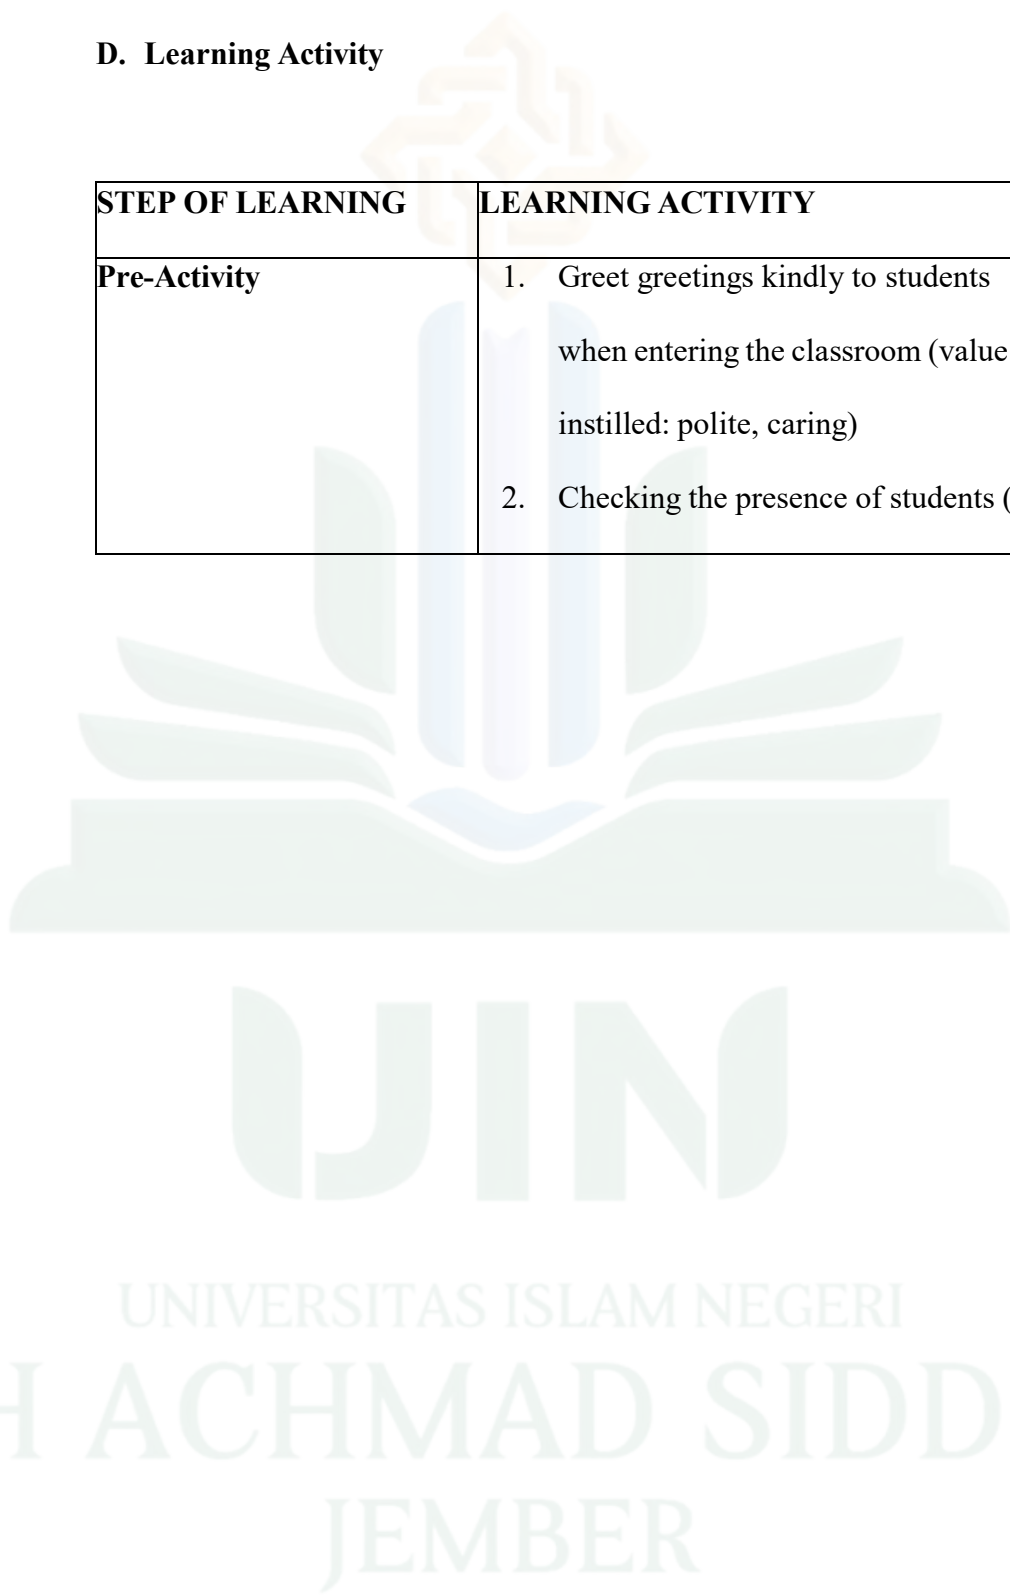 D. Learning Activity
STEP OF LEARNING
LEARNING ACTIVITY
Pre-Activity
1. Greet greetings kindly to students
when entering the classroom (value
instilled: polite, caring)
2. Checking the presence of students (
UIN
UNIVERSITAS ISLAM NEGERI
H ACHMAD SIDD
JEMBER